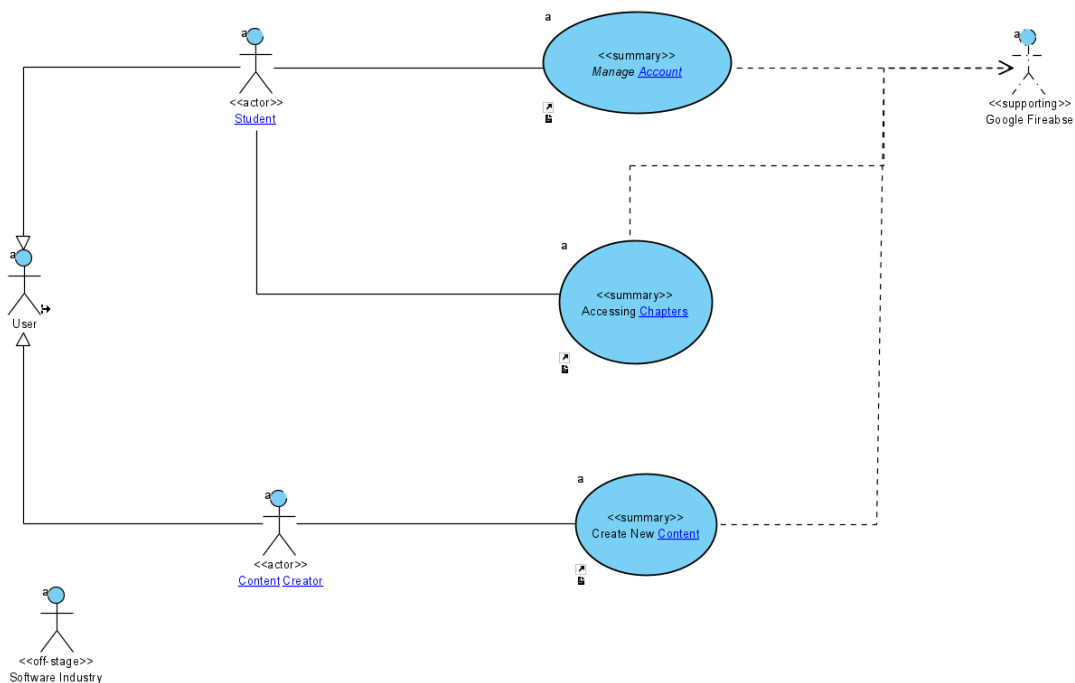 a
<<actor>>
Student
a
<<summary>>
Manage Account
a
<<supporting>>
Google Fireabse
a
User
a
<<summary>>
Accessing Chapters
a
<<actor>>
Content Creator
a
<<summary>>
Create New Content
a
<<off-stage>>
Software Industry